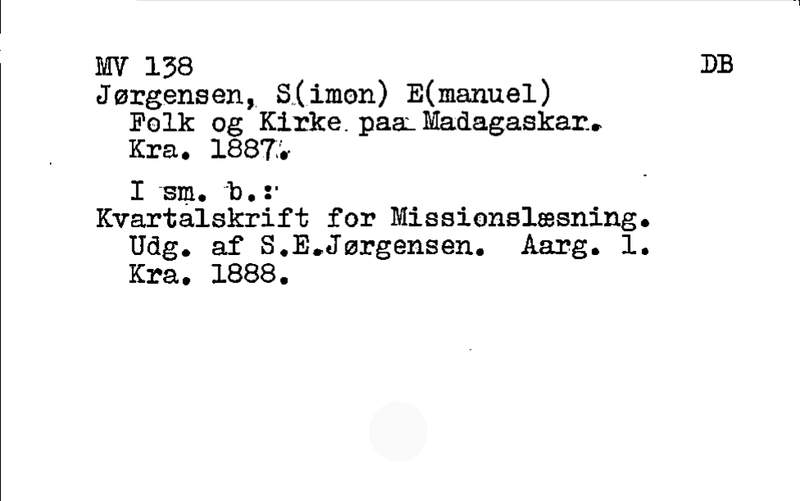 MV 138 DB
Jørgensen, S(imon) E(manuel)
Folk og Kirke paa Madagaskar.
Kra. 1887.
I sm. b.:
Kvartalskrift for Missionslæsning.
Udg. af S.E.Jørgensen. Aarg. 1.
Kra. 1888.